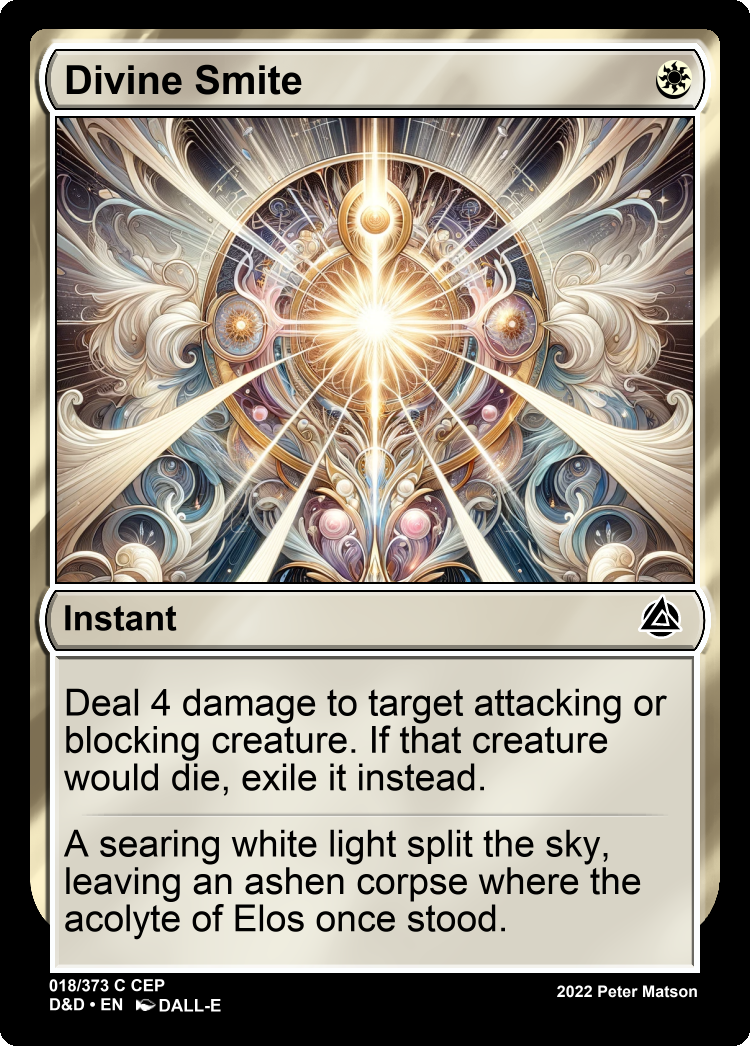 Divine Smite
Instant
Deal 4 damage to target attacking or
blocking creature. If that creature
would die, exile it instead.
A searing white light split the sky,
leaving an ashen corpse where the
acolyte of Elos once stood.
018/373 C CEP
D&D • EN DALL-E
2022 Peter Matson